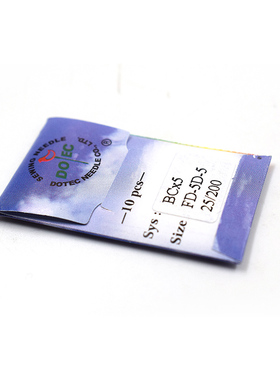 SEWING NEEDLE
DOTEC
DOTEC NEEDLE CO., LTD.
®
—10 pcs—
Sys :
BCx5
FD-5D-5
Size
25/200